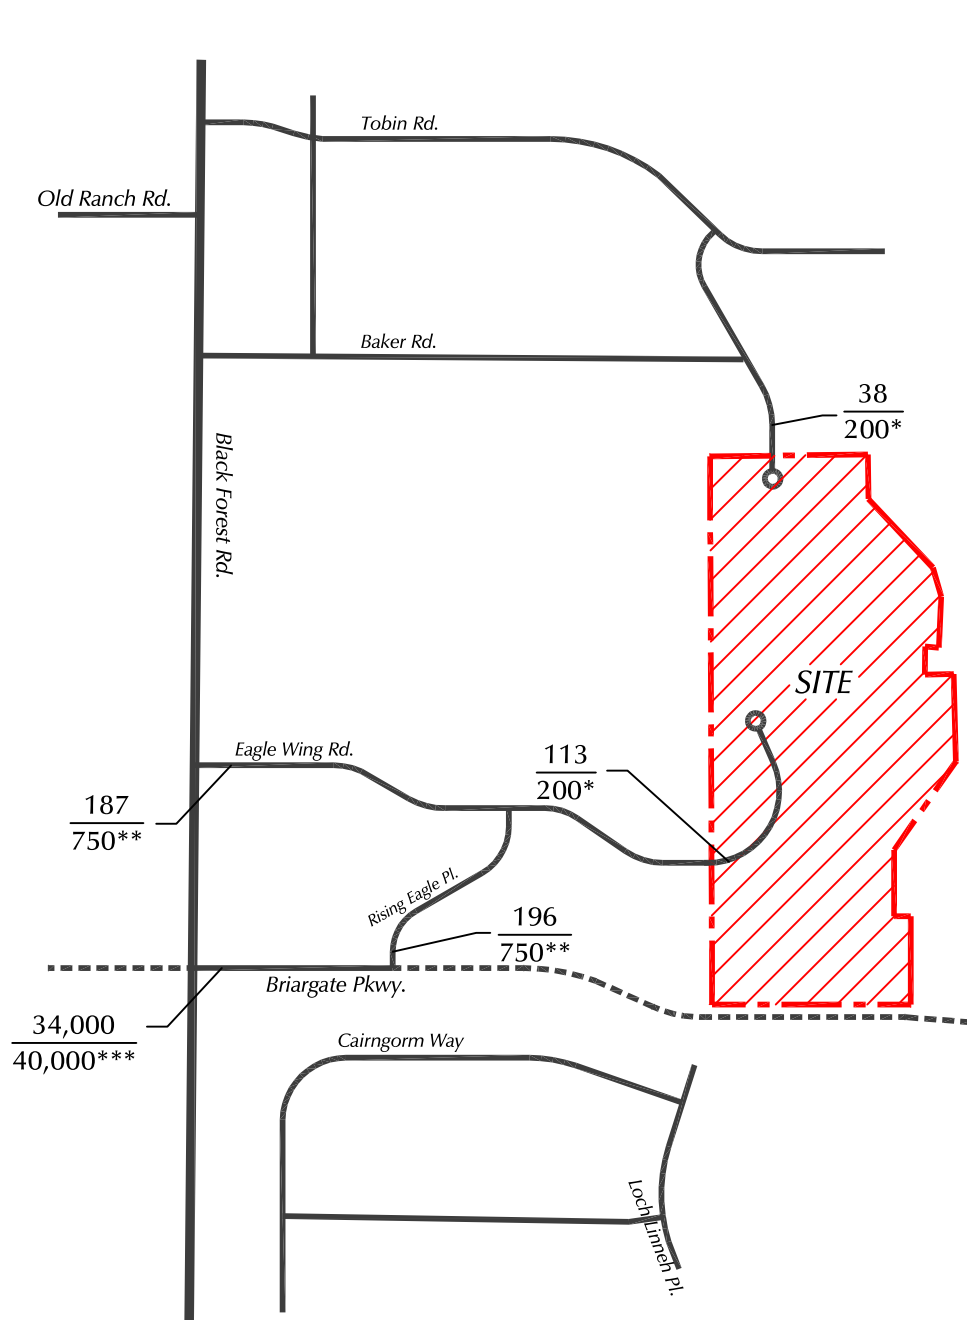 Tobin Rd.
Old Ranch Rd.
Baker Rd.
38
200*
Black Forest Rd.
SITE
Eagle Wing Rd.
113
200*
187
750**
Rising Eagle Pl.
196
750**
Briargate Pkwy.
34,000
40,000***
Cairngorm Way
Loch Linneh Pl.